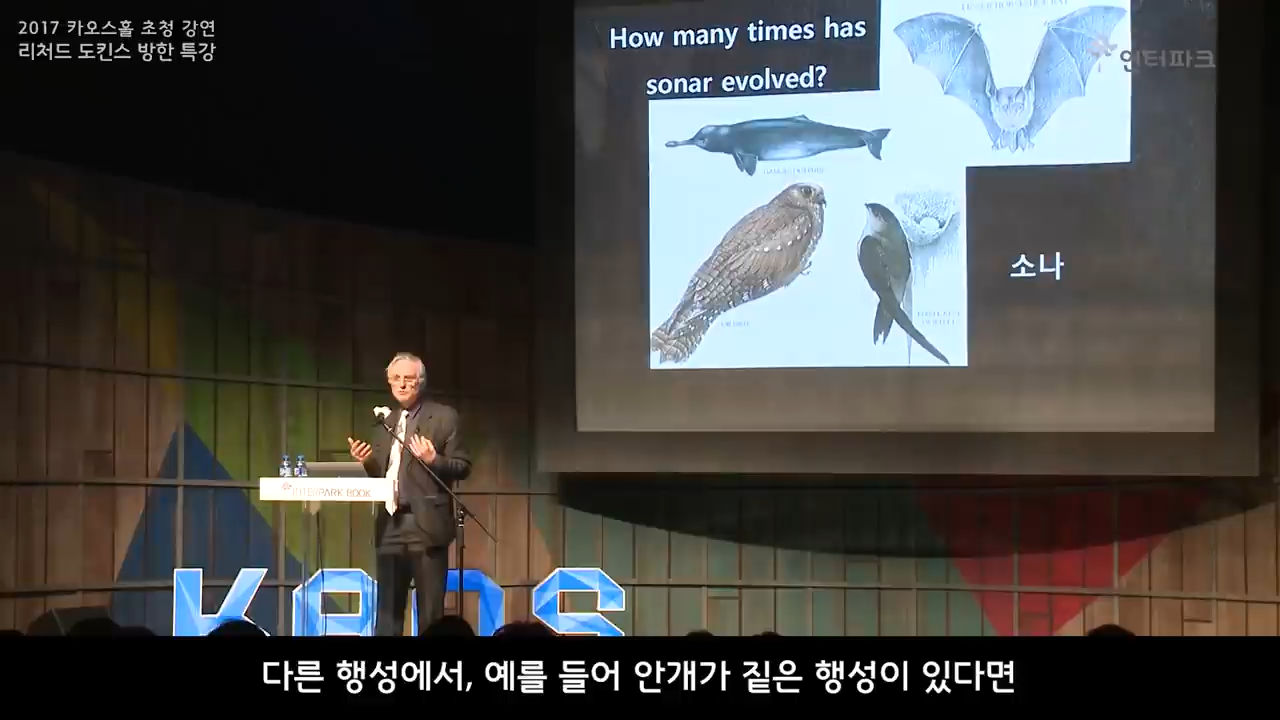 2017 카오스홀 초청 강연
리처드 도킨스 방한 특강
How many times has
sonar evolved?
인터파크
소나
INTERPARK BOOK
KAOS
다른 행성에서, 예를 들어 안개가 짙은 행성이 있다면